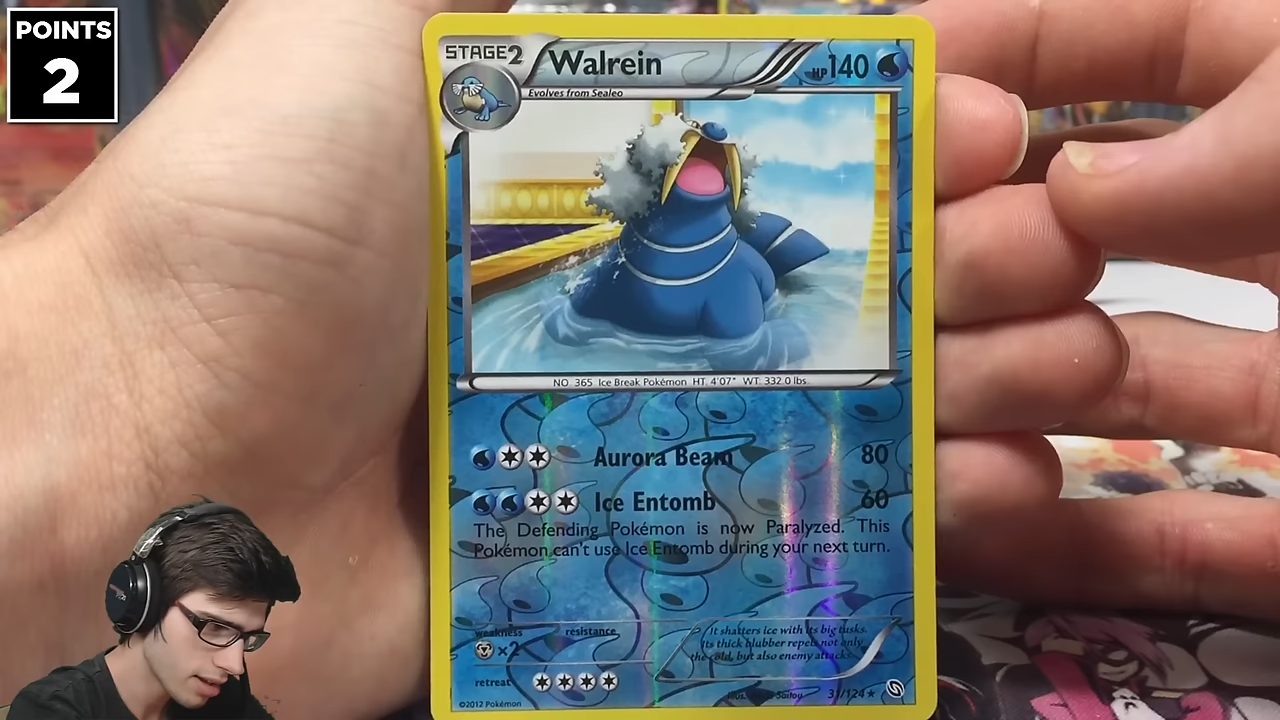 POINTS
2
STAGE2
Walrein
HP140
Evolves from Sealeo
NO. 365 Ice Break Pokémon HT. 4'07" WT. 332.0 lbs.
Aurora Beam 80
Ice Entomb 60
The Defending Pokémon is now Paralyzed. This
Pokémon can't use Ice Entomb during your next turn.
weakness
resistance
×2
It shatters ice with its big tusks.
Its thick blubber repels not only
the cold, but also enemy attacks.
retreat
Illus. Saitou
31/124★
©2012 Pokémon